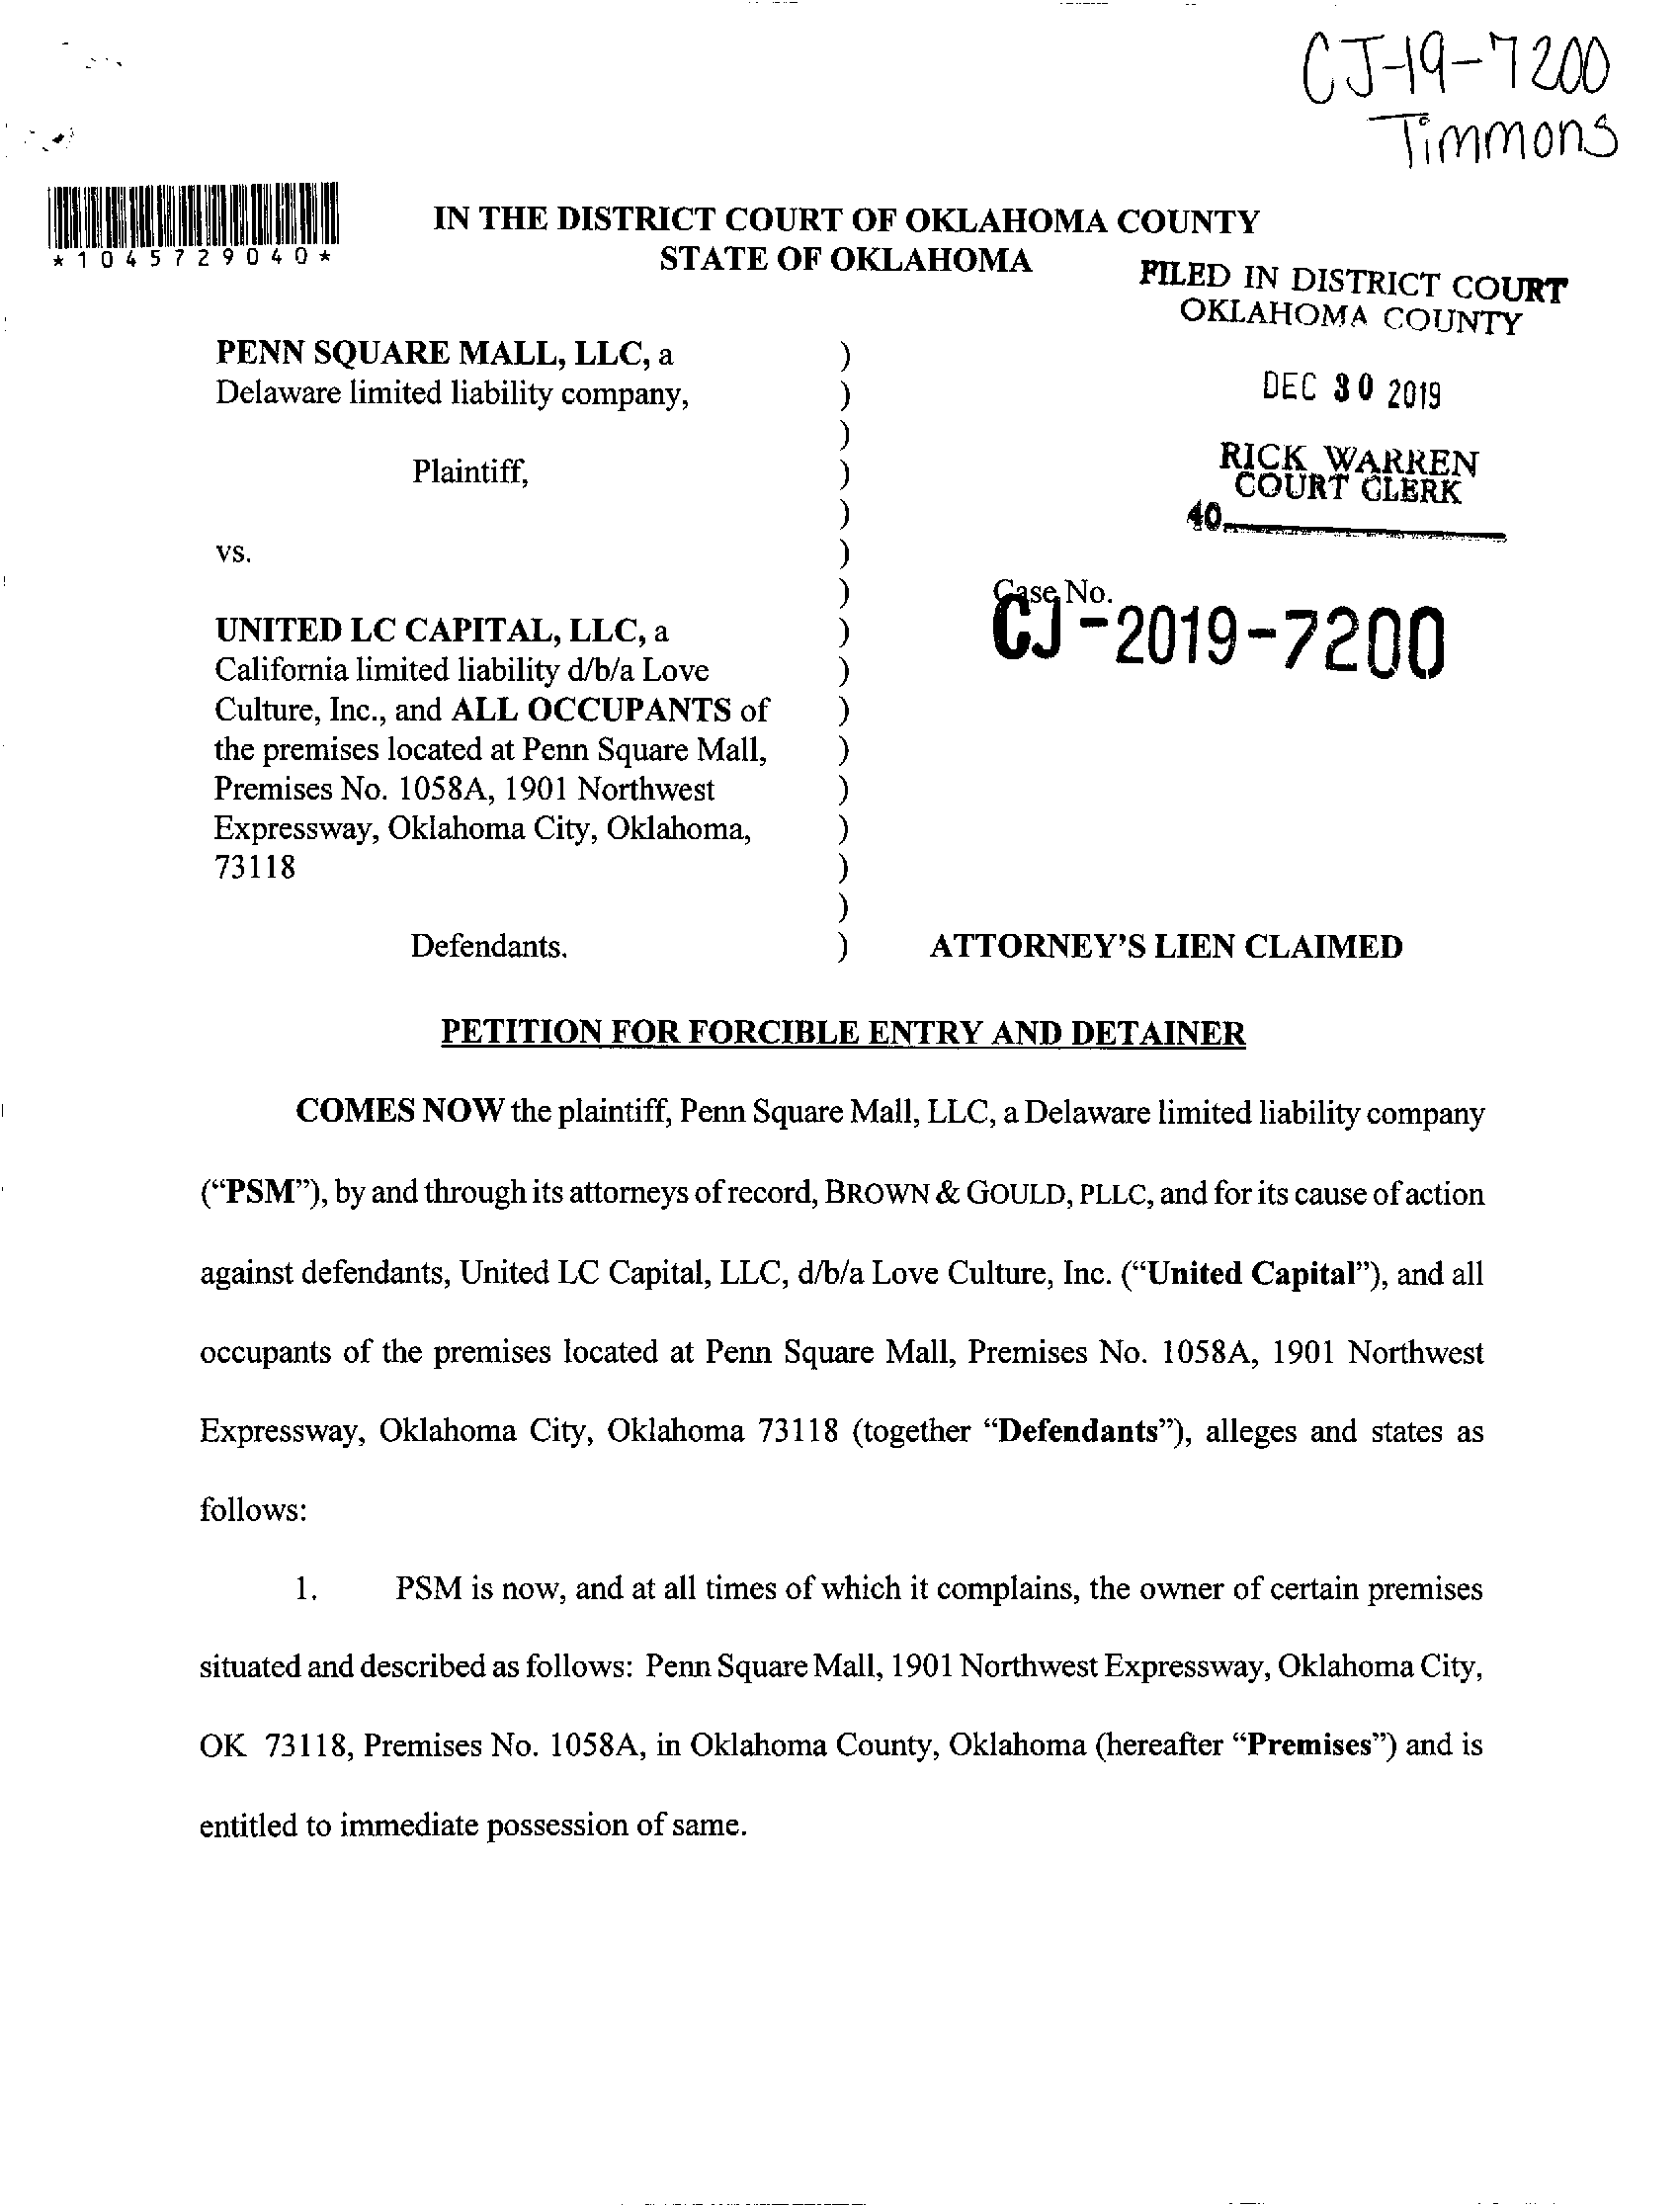 CJ-19-7200
Timmons
*1045729040*
IN THE DISTRICT COURT OF OKLAHOMA COUNTY
STATE OF OKLAHOMA
FILED IN DISTRICT COURT
OKLAHOMA COUNTY
DEC 30 2019
RICK WARREN
COURT CLERK
40
PENN SQUARE MALL, LLC, a )
Delaware limited liability company, )
)
Plaintiff, )
)
vs. )
)
Case No.
CJ-2019-7200
UNITED LC CAPITAL, LLC, a )
California limited liability d/b/a Love )
Culture, Inc., and ALL OCCUPANTS of )
the premises located at Penn Square Mall, )
Premises No. 1058A, 1901 Northwest )
Expressway, Oklahoma City, Oklahoma, )
73118 )
)
Defendants. ) ATTORNEY'S LIEN CLAIMED
PETITION FOR FORCIBLE ENTRY AND DETAINER
COMES NOW the plaintiff, Penn Square Mall, LLC, a Delaware limited liability company
(“PSM”), by and through its attorneys of record, BROWN & GOULD, PLLC, and for its cause of action
against defendants, United LC Capital, LLC, d/b/a Love Culture, Inc. (“United Capital”), and all
occupants of the premises located at Penn Square Mall, Premises No. 1058A, 1901 Northwest
Expressway, Oklahoma City, Oklahoma 73118 (together “Defendants”), alleges and states as
follows:
1. PSM is now, and at all times of which it complains, the owner of certain premises
situated and described as follows: Penn Square Mall, 1901 Northwest Expressway, Oklahoma City,
OK 73118, Premises No. 1058A, in Oklahoma County, Oklahoma (hereafter “Premises”) and is
entitled to immediate possession of same.